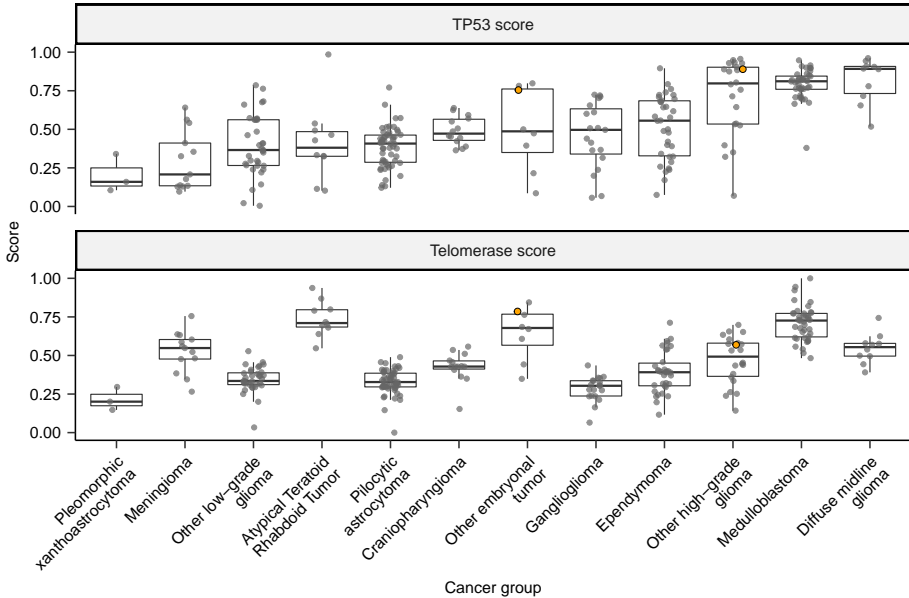 TP53 score
1.00
0.75
0.50
0.25
0.00
Score
Telomerase score
1.00
0.75
0.50
0.25
0.00
Pleomorphic
xanthoastrocytoma
Meningioma
Other low−grade
glioma
Atypical Teratoid
Rhabdoid Tumor
Pilocytic
astrocytoma
Craniopharyngioma
Other embryonal
tumor
Ganglioglioma
Ependymoma
Other high−grade
glioma
Medulloblastoma
Diffuse midline
glioma
Cancer group